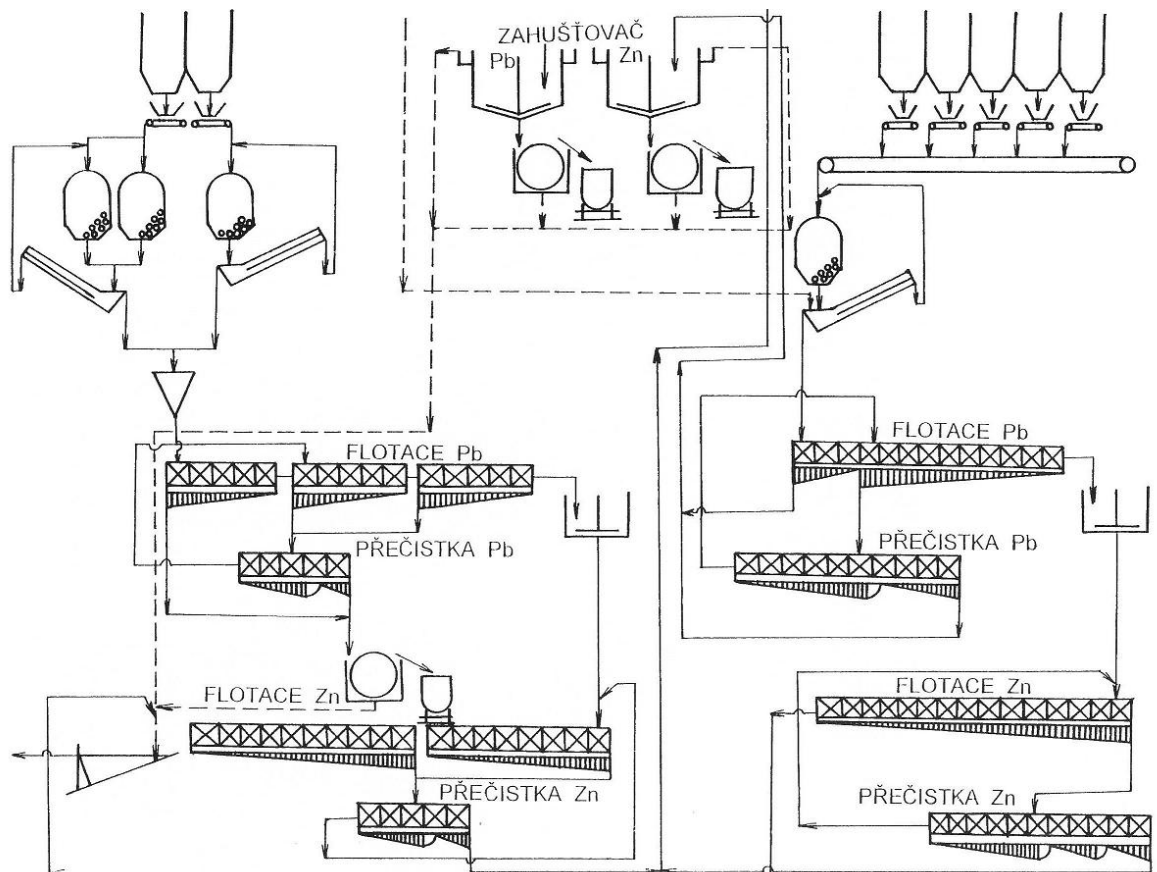 ZAHUŠŤOVAČ
Pb
Zn
FLOTACE Pb
FLOTACE Pb
PŘEČISTKA Pb
PŘEČISTKA Pb
FLOTACE Zn
FLOTACE Zn
PŘEČISTKA Zn
PŘEČISTKA Zn